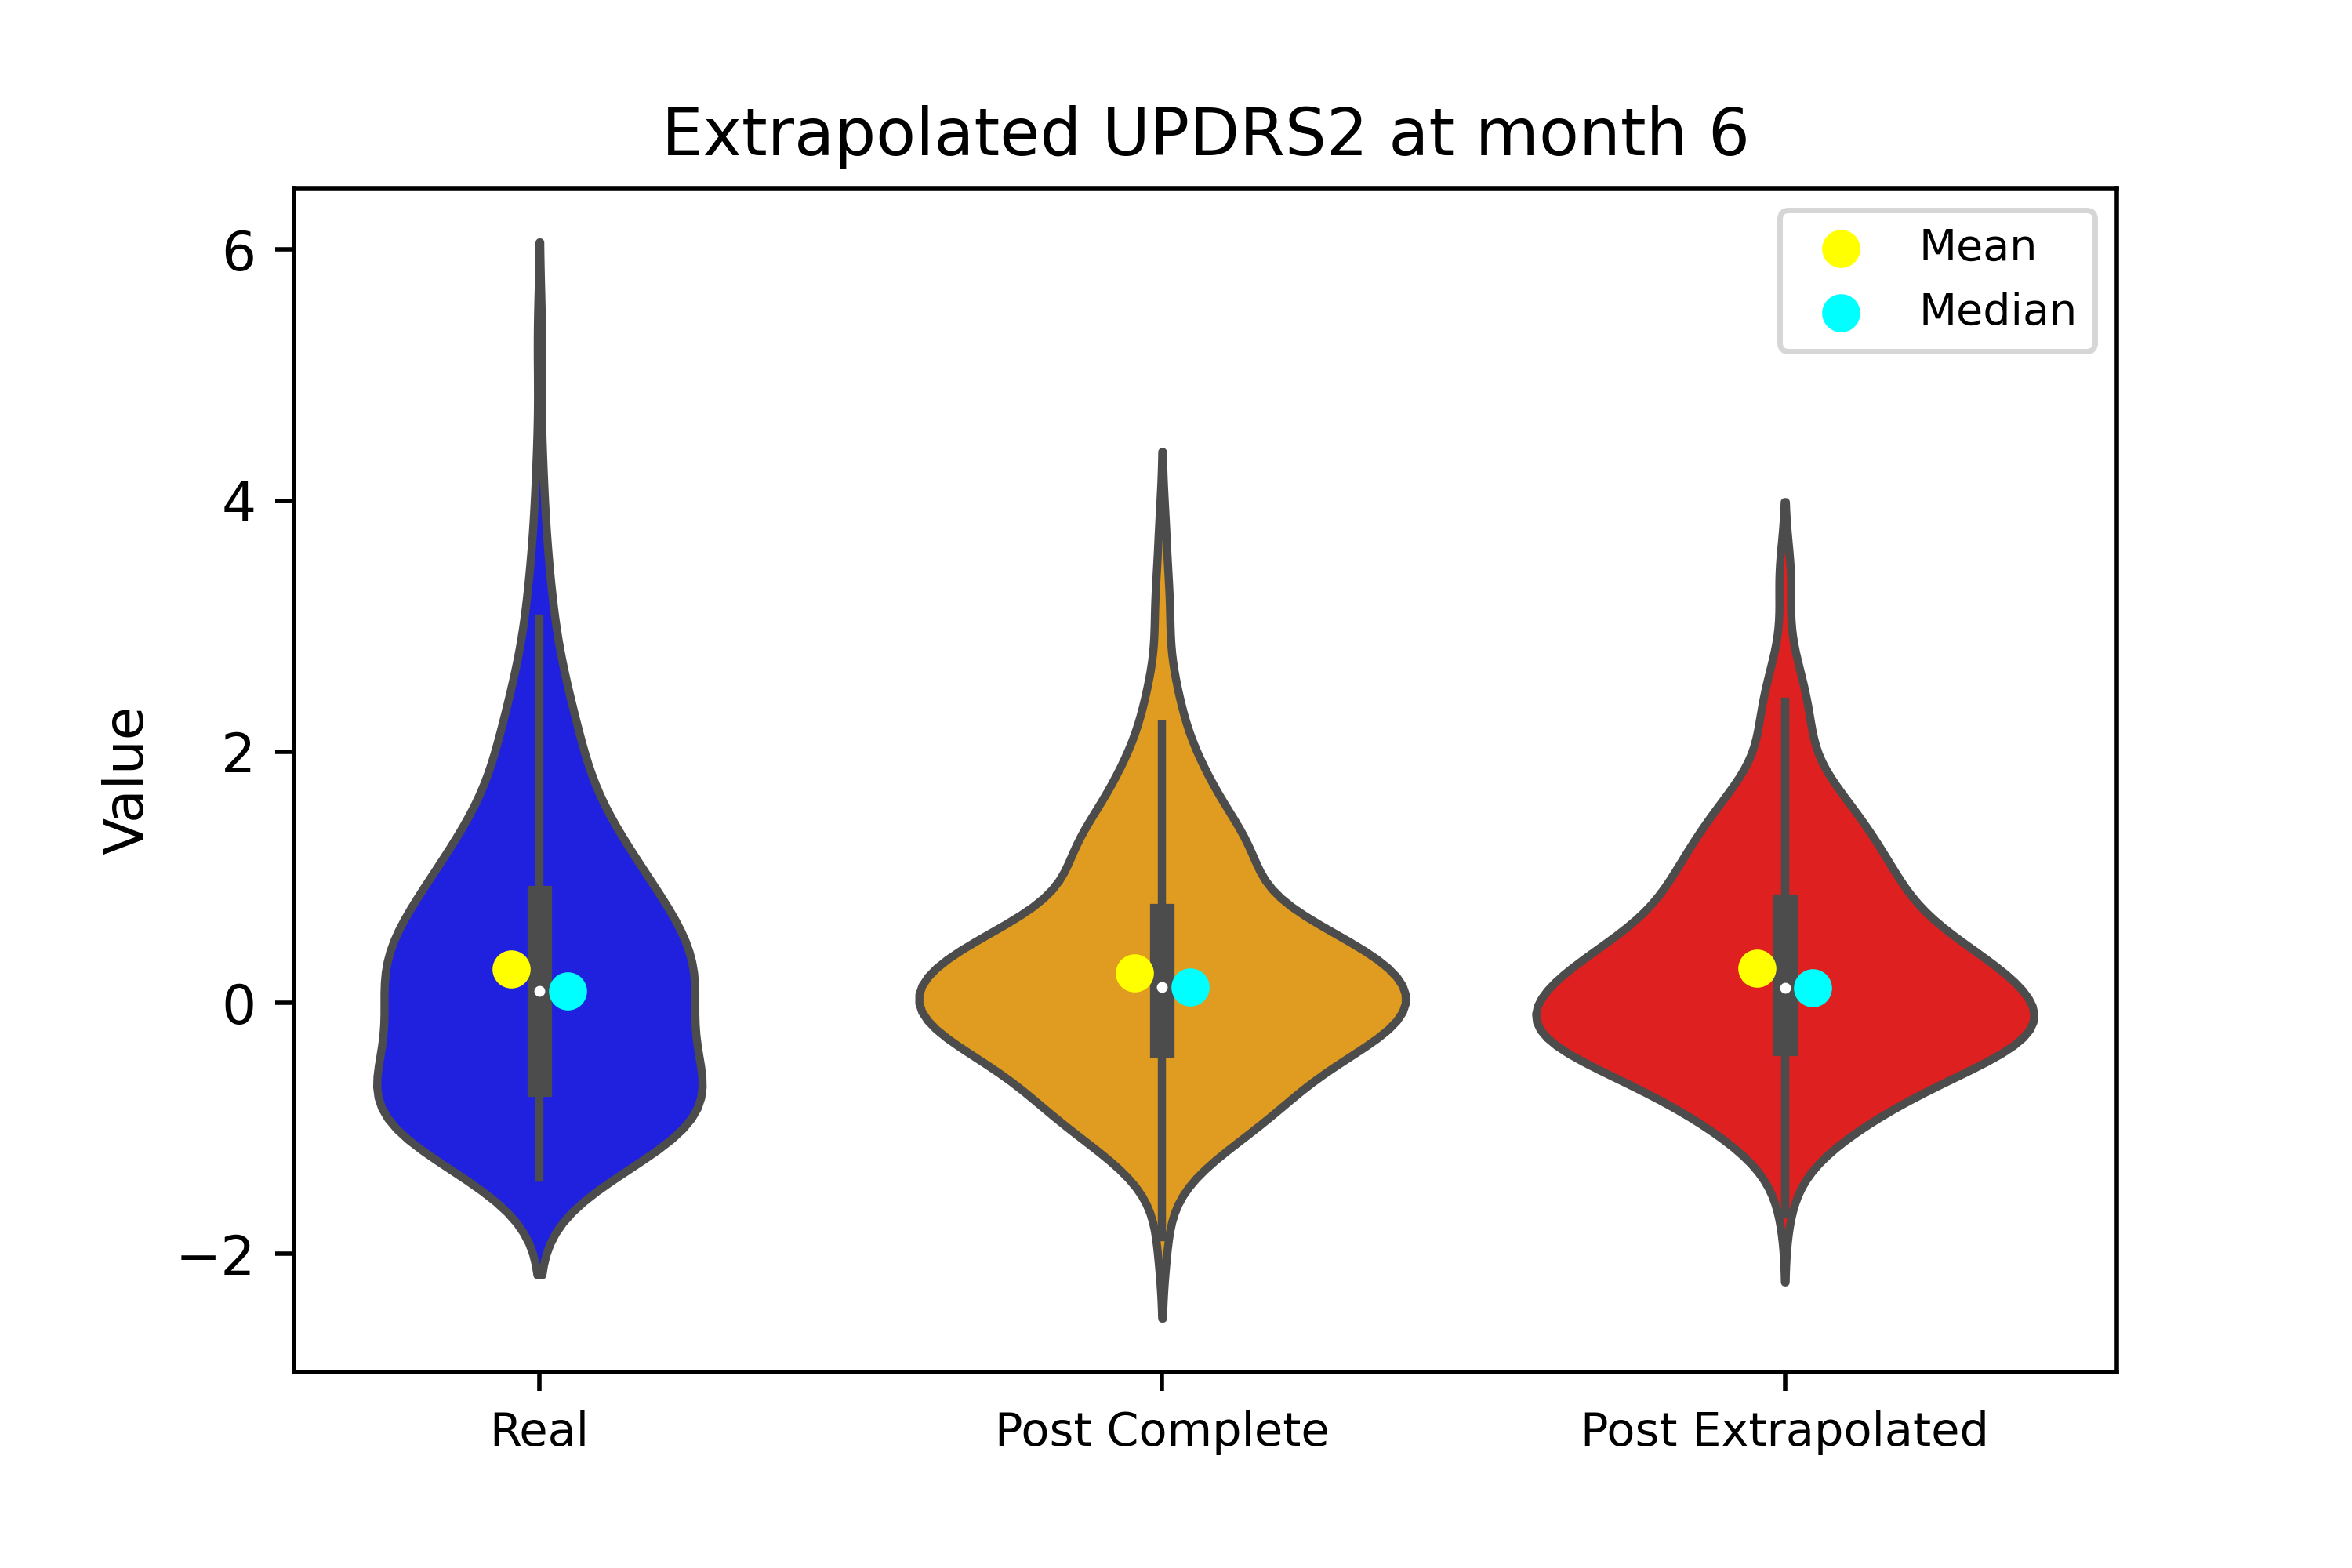 Extrapolated UPDRS2 at month 6
Mean
Median
6
4
2
0
−2
Value
Real
Post Complete
Post Extrapolated